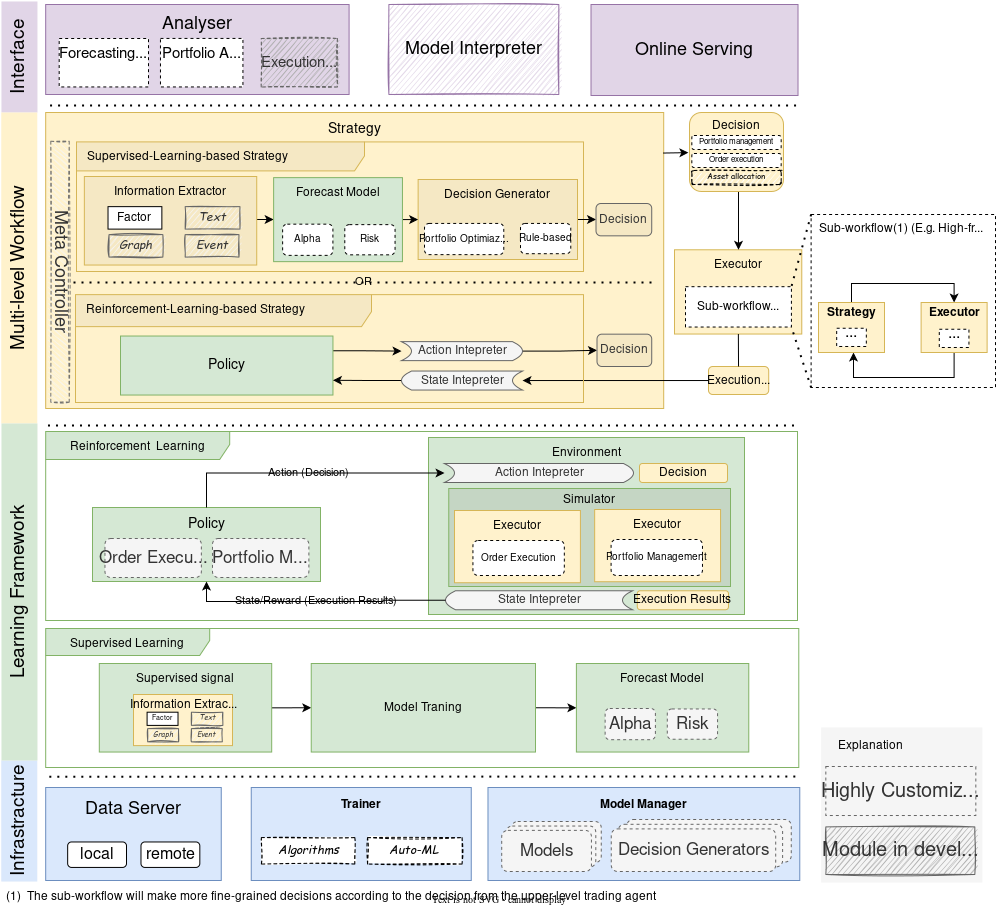 Interface
Analyser
Forecasting...
Portfolio A...
Execution...
Model Interpreter
Online Serving
Multi-level Workflow
Strategy
Meta Controller
Supervised-Learning-based Strategy
Information Extractor
Factor
Text
Graph
Event
Forecast Model
Alpha
Risk
Decision Generator
Portfolio Optimiaz...
Rule-based
Decision
OR
Reinforcement-Learning-based Strategy
Policy
Action Intepreter
State Intepreter
Decision
Decision
Portfolio management
Order execution
Asset allocation
Executor
Sub-workflow...
Execution...
Sub-workflow(1) (E.g. High-fr...
Strategy
...
Executor
...
Learning Framework
Reinforcement Learning
Action (Decision)
Policy
Order Execu...
Portfolio M...
State/Reward (Execution Results)
Environment
Action Intepreter
Decision
Simulator
Executor
Order Execution
Executor
Portfolio Management
State Intepreter
Execution Results
Supervised Learning
Supervised signal
Information Extrac...
Factor
Text
Graph
Event
Model Traning
Forecast Model
Alpha
Risk
Infrastracture
Data Server
local
remote
Trainer
Algorithms
Auto-ML
Model Manager
Models
Decision Generators
Explanation
Highly Customiz...
Module in devel...
(1) The sub-workflow will make more fine-grained decisions according to the decision from the upper-level trading agent
Text is not SVG - cannot display